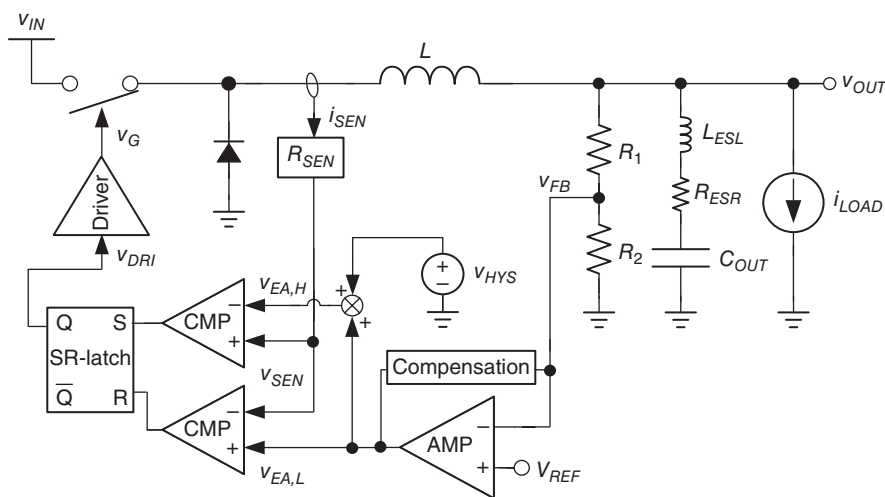 v_IN
L
v_OUT
i_SEN
R_SEN
v_G
Driver
v_DRI
R_1
v_FB
R_2
L_ESL
R_ESR
C_OUT
i_LOAD
v_EA,H
+
+
+
−
v_HYS
Q
S
SR-latch
Q̅
R
−
CMP
+
v_SEN
−
CMP
+
v_EA,L
Compensation
AMP
−
+
V_REF